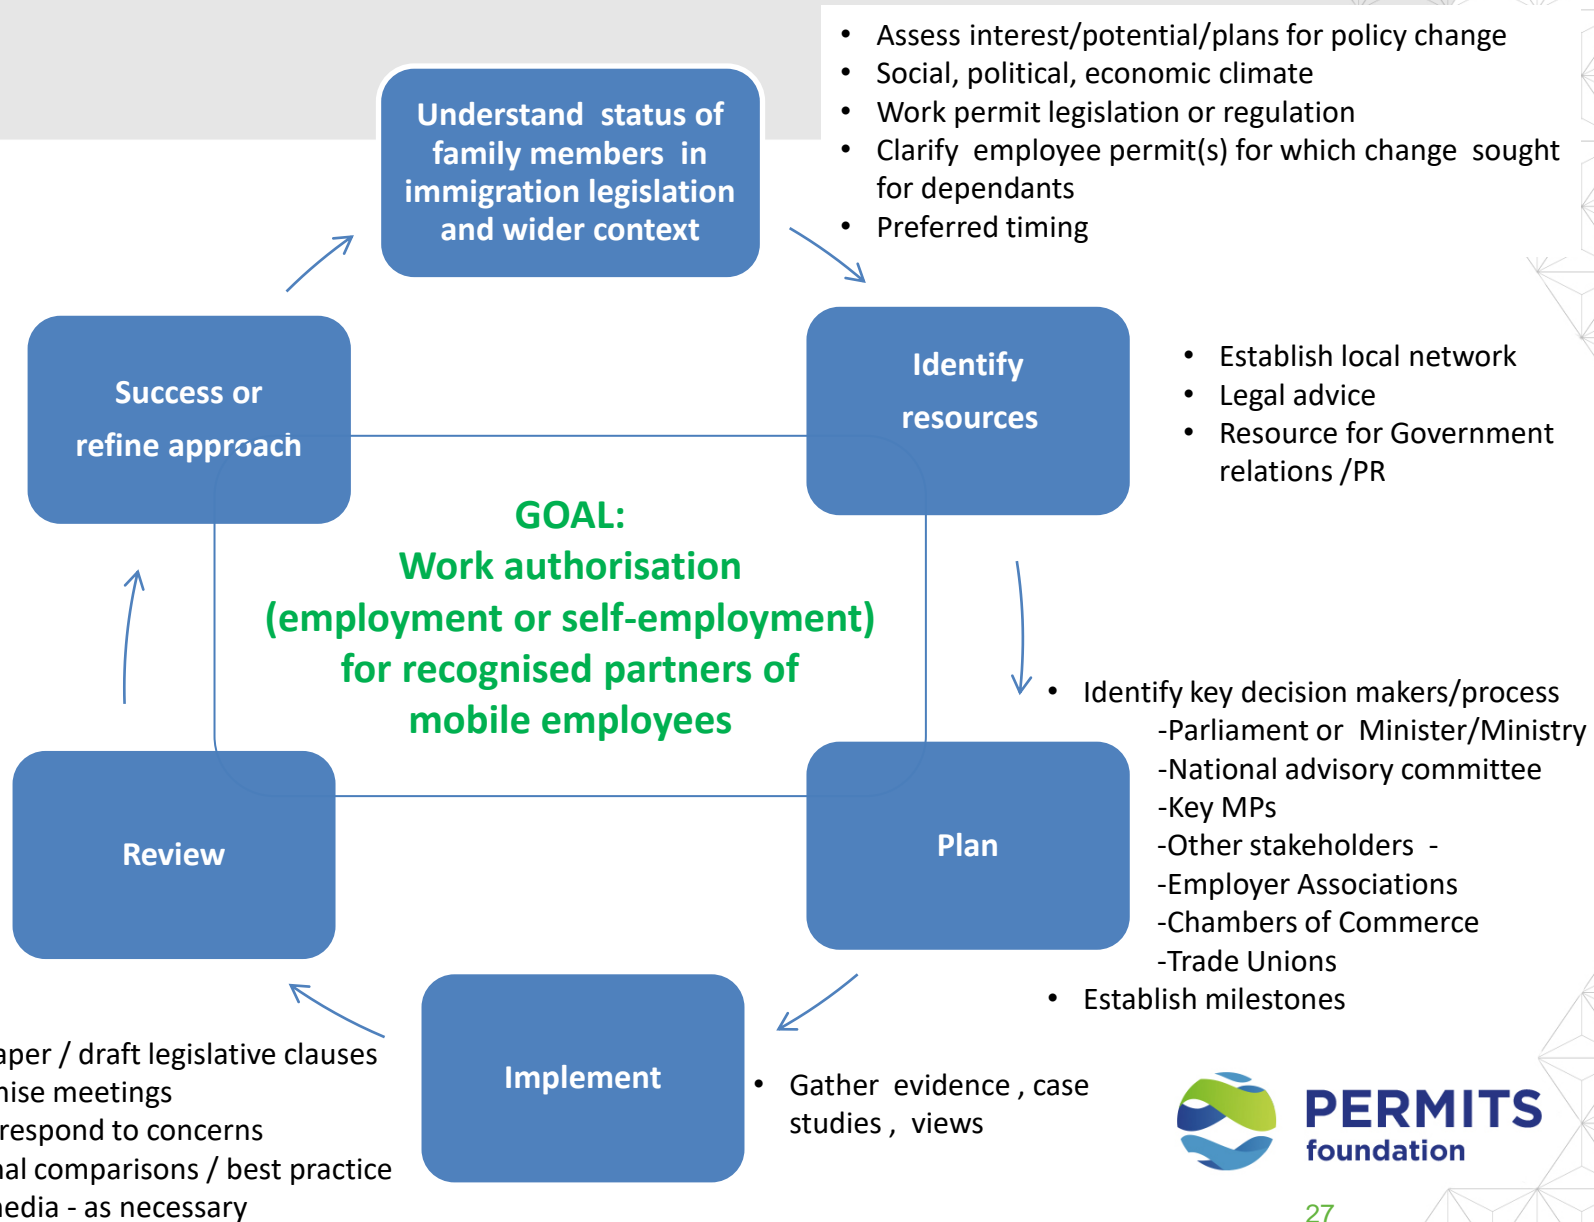 • Assess interest/potential/plans for policy change
• Social, political, economic climate
• Work permit legislation or regulation
• Clarify employee permit(s) for which change sought
for dependants
• Preferred timing
Understand status of
family members in
immigration legislation
and wider context
Identify
resources
• Establish local network
• Legal advice
• Resource for Government
relations /PR
Success or
refine approach
GOAL:
Work authorisation
(employment or self-employment)
for recognised partners of
mobile employees
• Identify key decision makers/process
-Parliament or Minister/Ministry
-National advisory committee
-Key MPs
-Other stakeholders -
-Employer Associations
-Chambers of Commerce
-Trade Unions
• Establish milestones
Plan
Review
Implement
• Gather evidence , case
studies , views
/ draft legislative clauses
meetings
respond to concerns
comparisons / best practice
- as necessary
PERMITS
foundation
27